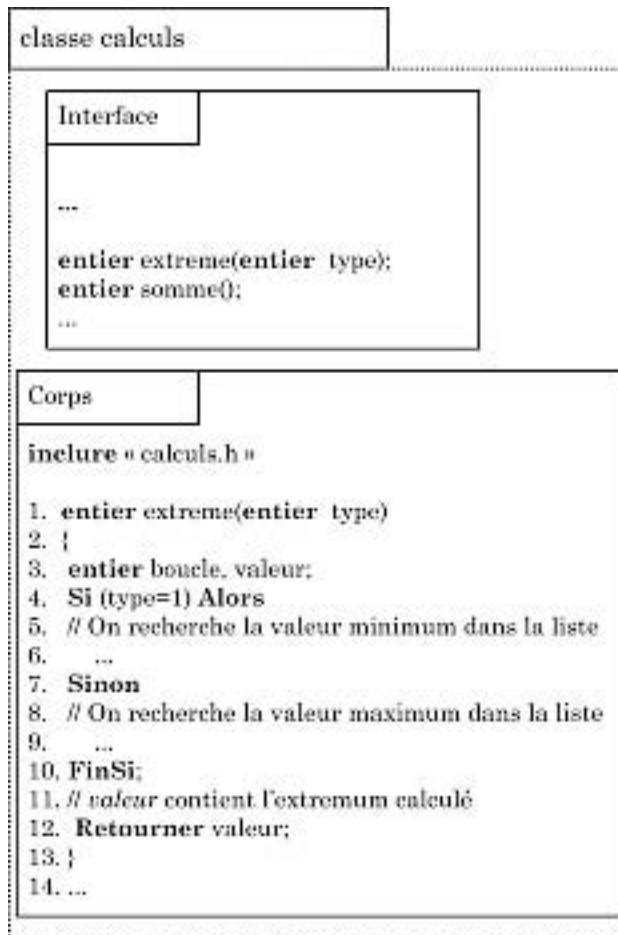 classe calculs
Interface
...
entier extreme(entier type);
entier somme();
...
Corps
inclure « calculs.h »
1. entier extreme(entier type)
2. {
3. entier boucle, valeur;
4. Si (type=1) Alors
5. // On recherche la valeur minimum dans la liste
6. ...
7. Sinon
8. // On recherche la valeur maximum dans la liste
9. ...
10. FinSi;
11. // valeur contient l'extremum calculé
12. Retourner valeur;
13. }
14. ...